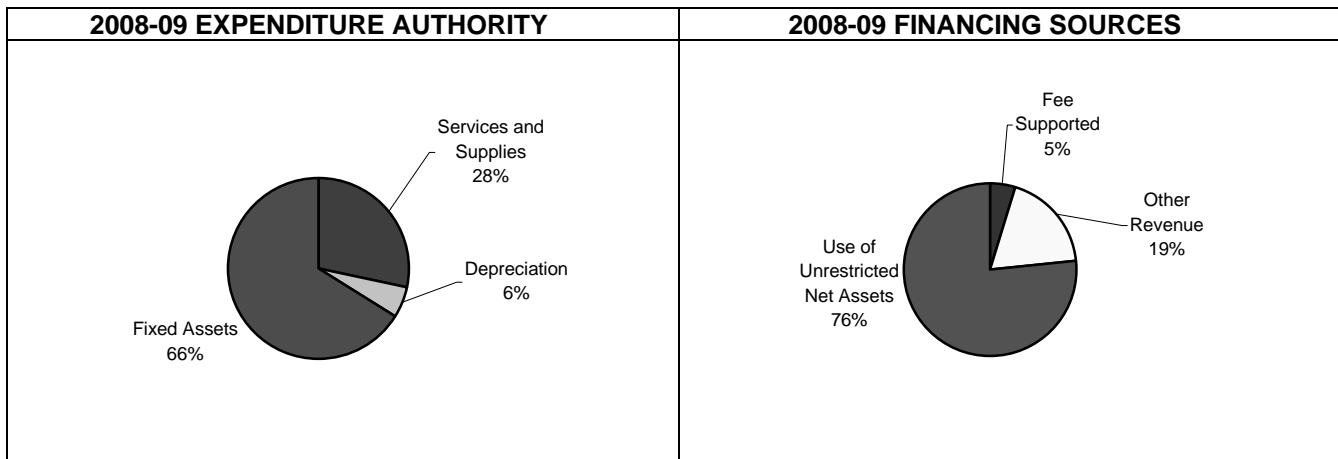 2008-09 EXPENDITURE AUTHORITY
Services and
Supplies
28%
Depreciation
6%
Fixed Assets
66%
2008-09 FINANCING SOURCES
Fee
Supported
5%
Other
Revenue
19%
Use of
Unrestricted
Net Assets
76%